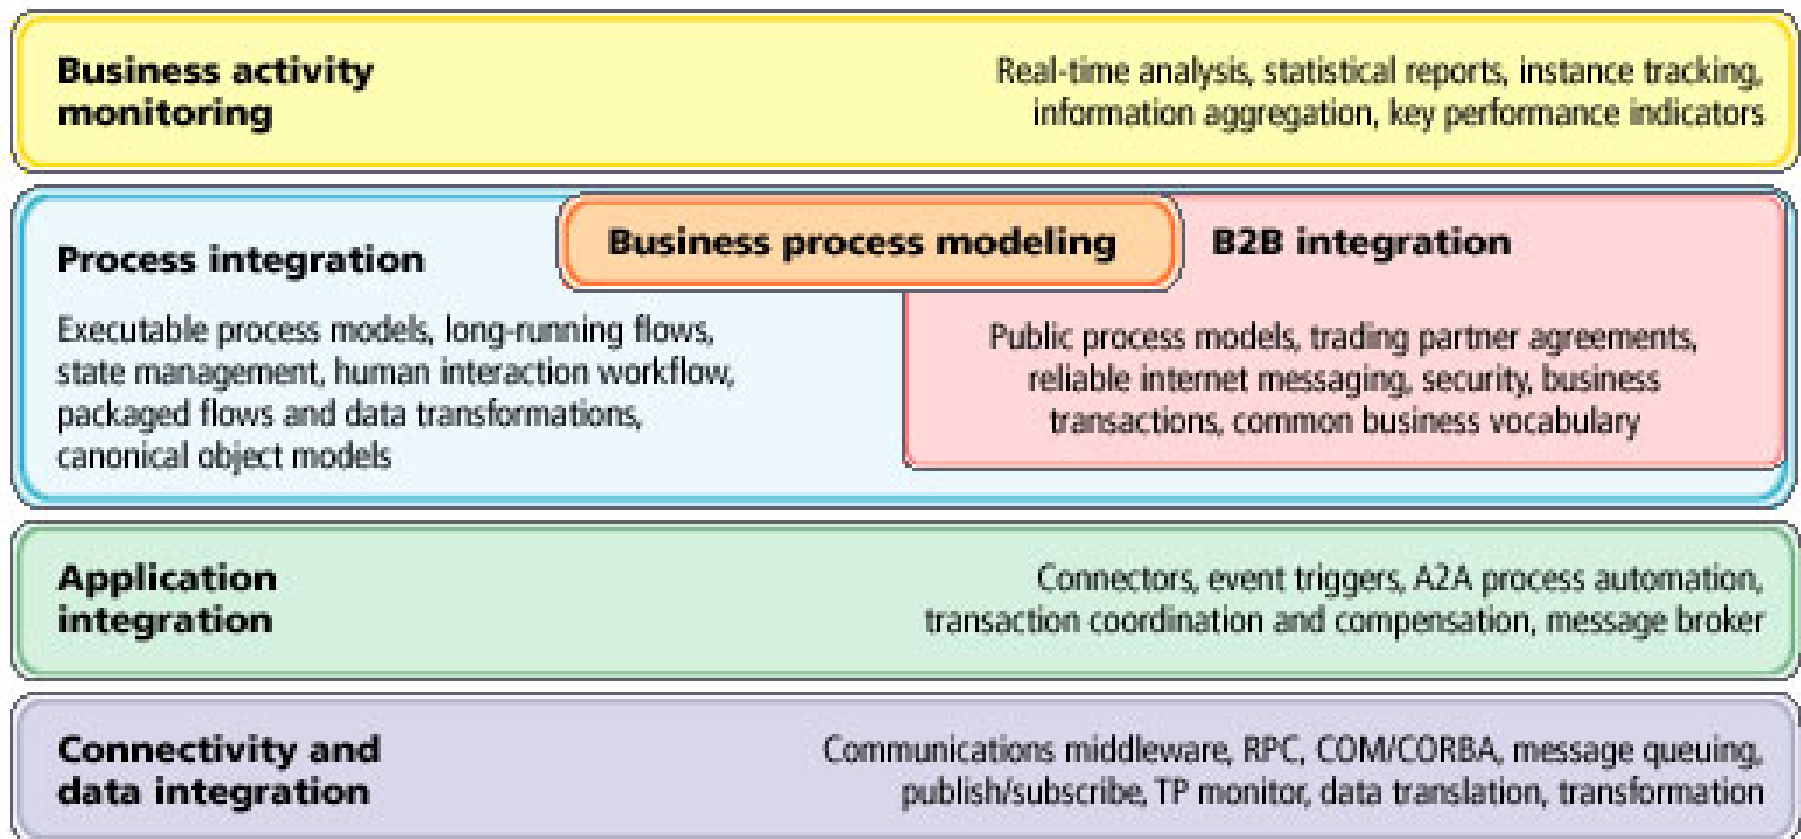 Business activity
monitoring
Real-time analysis, statistical reports, instance tracking,
information aggregation, key performance indicators
Process integration
Executable process models, long-running flows,
state management, human interaction workflow,
packaged flows and data transformations,
canonical object models
Business process modeling
B2B integration
Public process models, trading partner agreements,
reliable internet messaging, security, business
transactions, common business vocabulary
Application
integration
Connectors, event triggers, A2A process automation,
transaction coordination and compensation, message broker
Connectivity and
data integration
Communications middleware, RPC, COM/CORBA, message queuing,
publish/subscribe, TP monitor, data translation, transformation